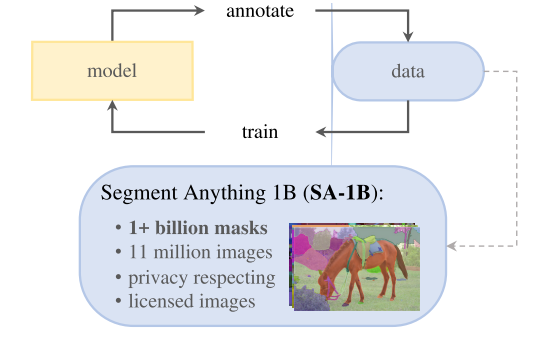 annotate
model
data
train
Segment Anything 1B (SA-1B):
• 1+ billion masks
• 11 million images
• privacy respecting
• licensed images